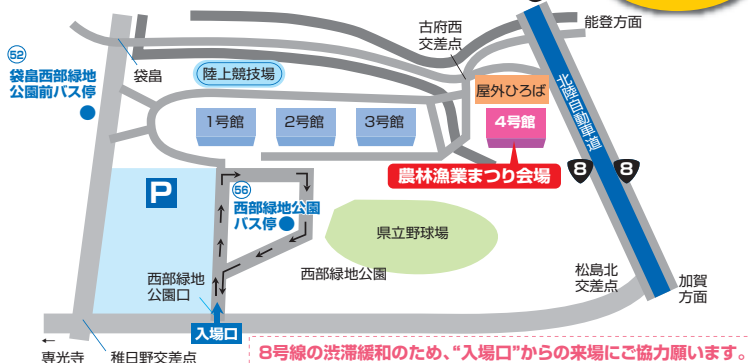 古府西
交差点
能登方面
52
袋畠西部緑地
公園前バス停
袋畠
陸上競技場
屋外ひろば
北陸自動車道
1号館
2号館
3号館
4号館
農林漁業まつり会場
8
8
P
56
西部緑地公園
バス停
県立野球場
西部緑地公園
西部緑地
公園口
松島北
交差点
加賀
方面
入場口
専光寺
稚日野交差点
8号線の渋滞緩和のため、“入場口”からの来場にご協力願います。